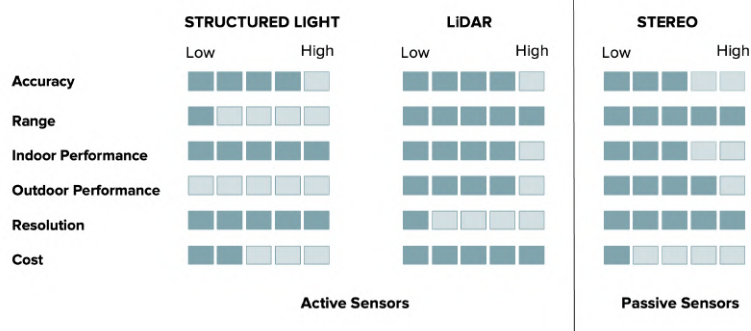 STRUCTURED LIGHT LiDAR STEREO
Low High Low High Low High
Accuracy
Range
Indoor Performance
Outdoor Performance
Resolution
Cost
Active Sensors Passive Sensors